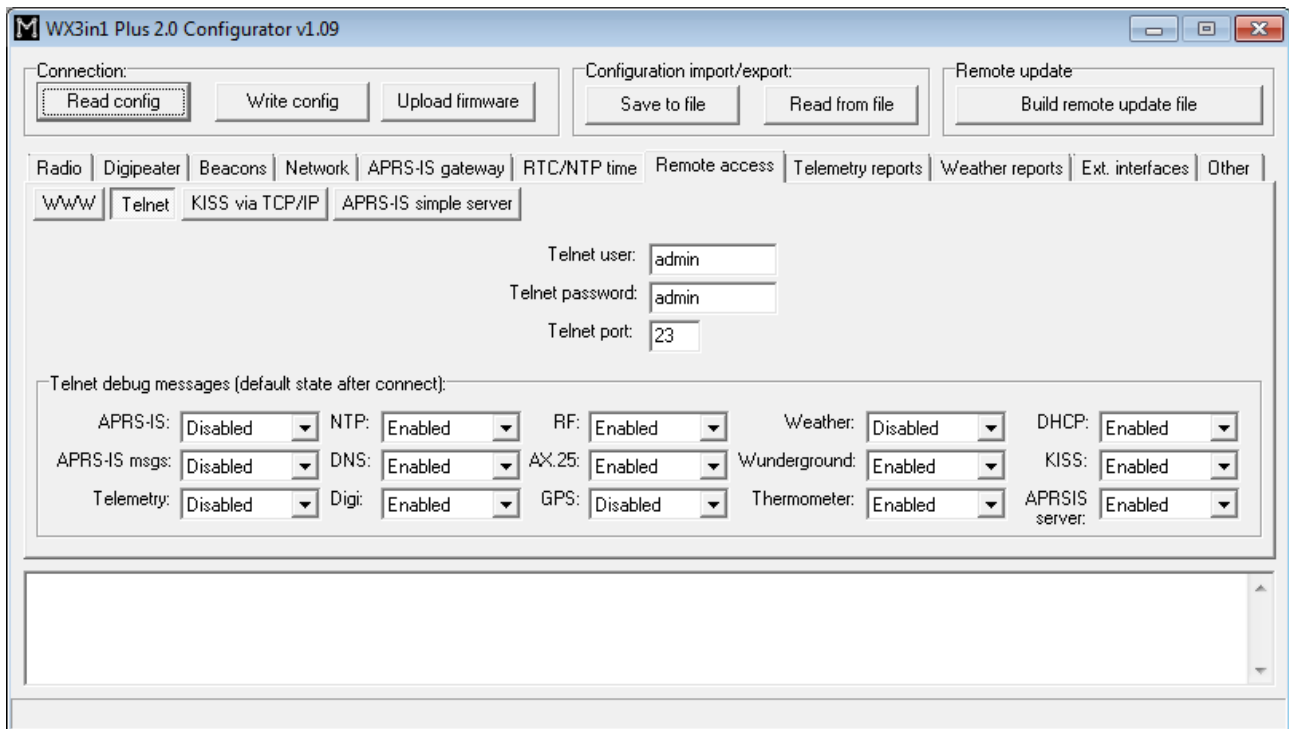 WX3in1 Plus 2.0 Configurator v1.09
Connection: Configuration import/export: Remote update
Read config Write config Upload firmware Save to file Read from file Build remote update file
Radio Digipeater Beacons Network APRS-IS gateway RTC/NTP time Remote access Telemetry reports Weather reports Ext. interfaces Other
WWW Telnet KISS via TCP/IP APRS-IS simple server
Telnet user: admin
Telnet password: admin
Telnet port: 23
Telnet debug messages (default state after connect):
APRS-IS: Disabled NTP: Enabled RF: Enabled Weather: Disabled DHCP: Enabled
APRS-IS msgs: Disabled DNS: Enabled AX.25: Enabled Wunderground: Enabled KISS: Enabled
Telemetry: Disabled Digi: Enabled GPS: Disabled Thermometer: Enabled APRSIS server: Enabled